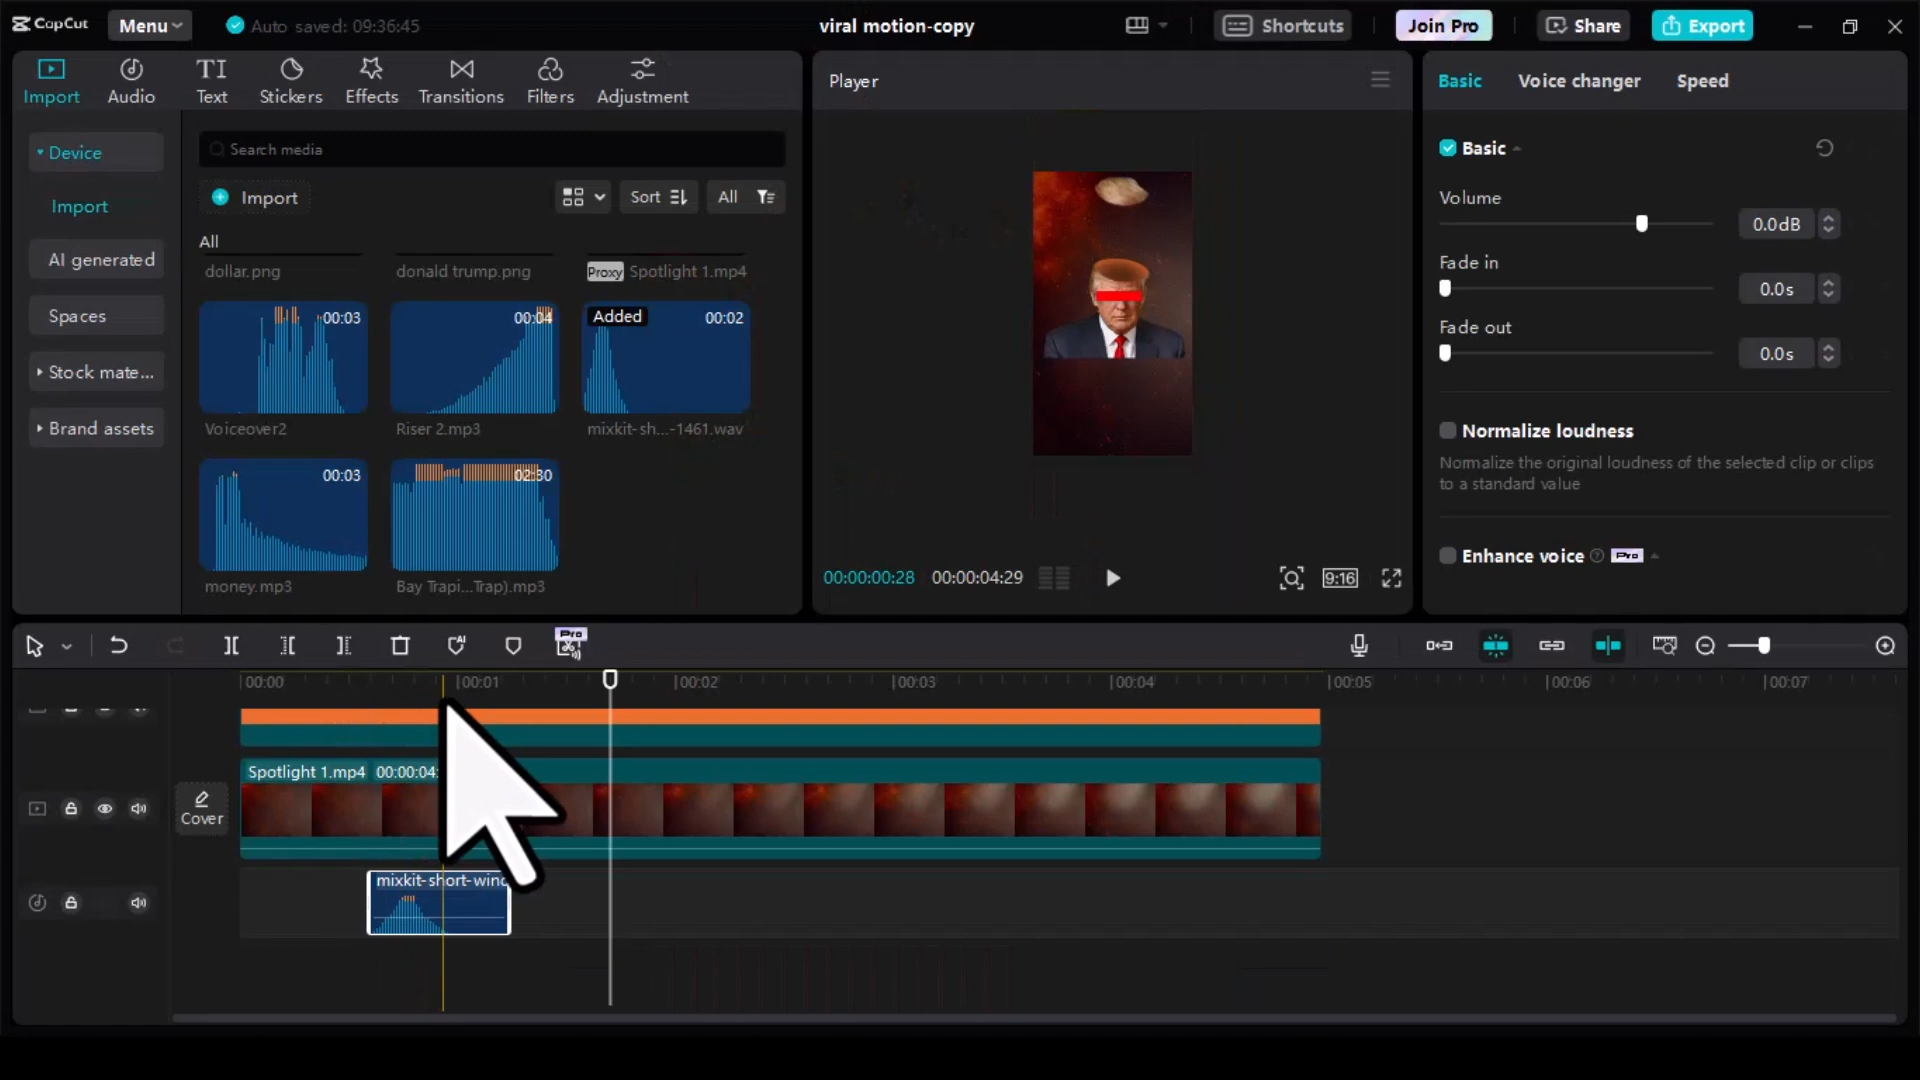 CapCut
Menu
Auto saved: 09:36:45
viral motion-copy
Shortcuts
Join Pro
Share
Export
Import
Audio
TI
Text
Stickers
Effects
Transitions
Filters
Adjustment
Device
Import
AI generated
Spaces
Stock mate...
Brand assets
Search media
Import
Sort
All
All
dollar.png
donald trump.png
Proxy Spotlight 1.mp4
00:03
00:04
Added 00:02
Voiceover2
Riser 2.mp3
mixkit-sh...-1461.wav
00:03
02:30
money.mp3
Bay Trapi...Trap).mp3
Player
00:00:00:28 00:00:04:29
9:16
Basic
Voice changer
Speed
Basic
Volume
0.0dB
Fade in
0.0s
Fade out
0.0s
Normalize loudness
Normalize the original loudness of the selected clip or clips
to a standard value
Enhance voice Pro
AI
Pro
00:00 00:01 00:02 00:03 00:04 00:05 00:06 00:07
Spotlight 1.mp4 00:00:04:
Cover
mixkit-short-wind